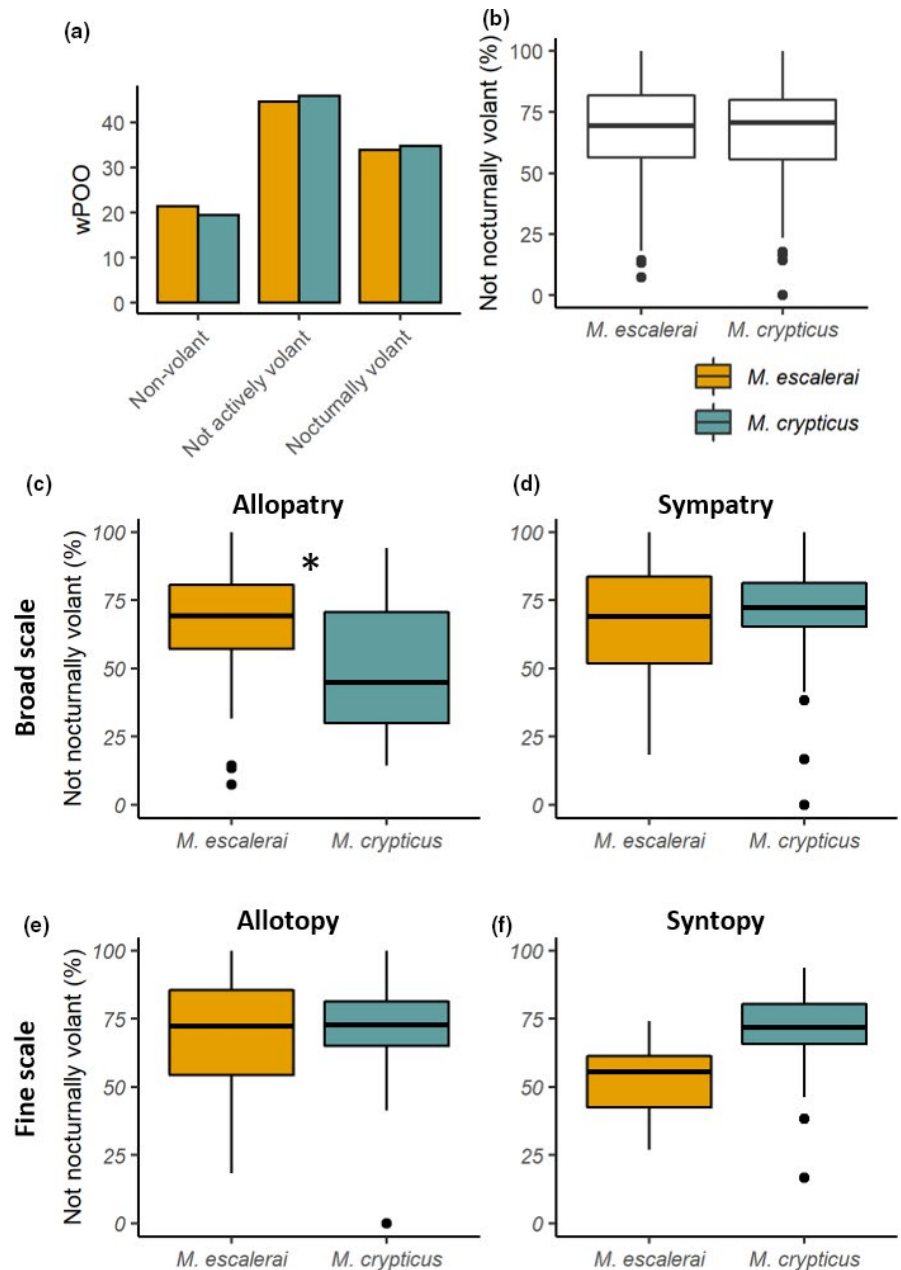 (a)
wPOO
40
30
20
10
0
Non-volant
Not actively volant
Nocturnally volant
(b)
Not nocturnally volant (%)
100
75
50
25
0
M. escalerai
M. crypticus
M. escalerai
M. crypticus
Broad scale
(c)
Allopatry
Not nocturnally volant (%)
100
75
50
25
0
*
M. escalerai
M. crypticus
(d)
Sympatry
100
75
50
25
0
M. escalerai
M. crypticus
Fine scale
(e)
Allotopy
Not nocturnally volant (%)
100
75
50
25
0
M. escalerai
M. crypticus
(f)
Syntopy
100
75
50
25
0
M. escalerai
M. crypticus